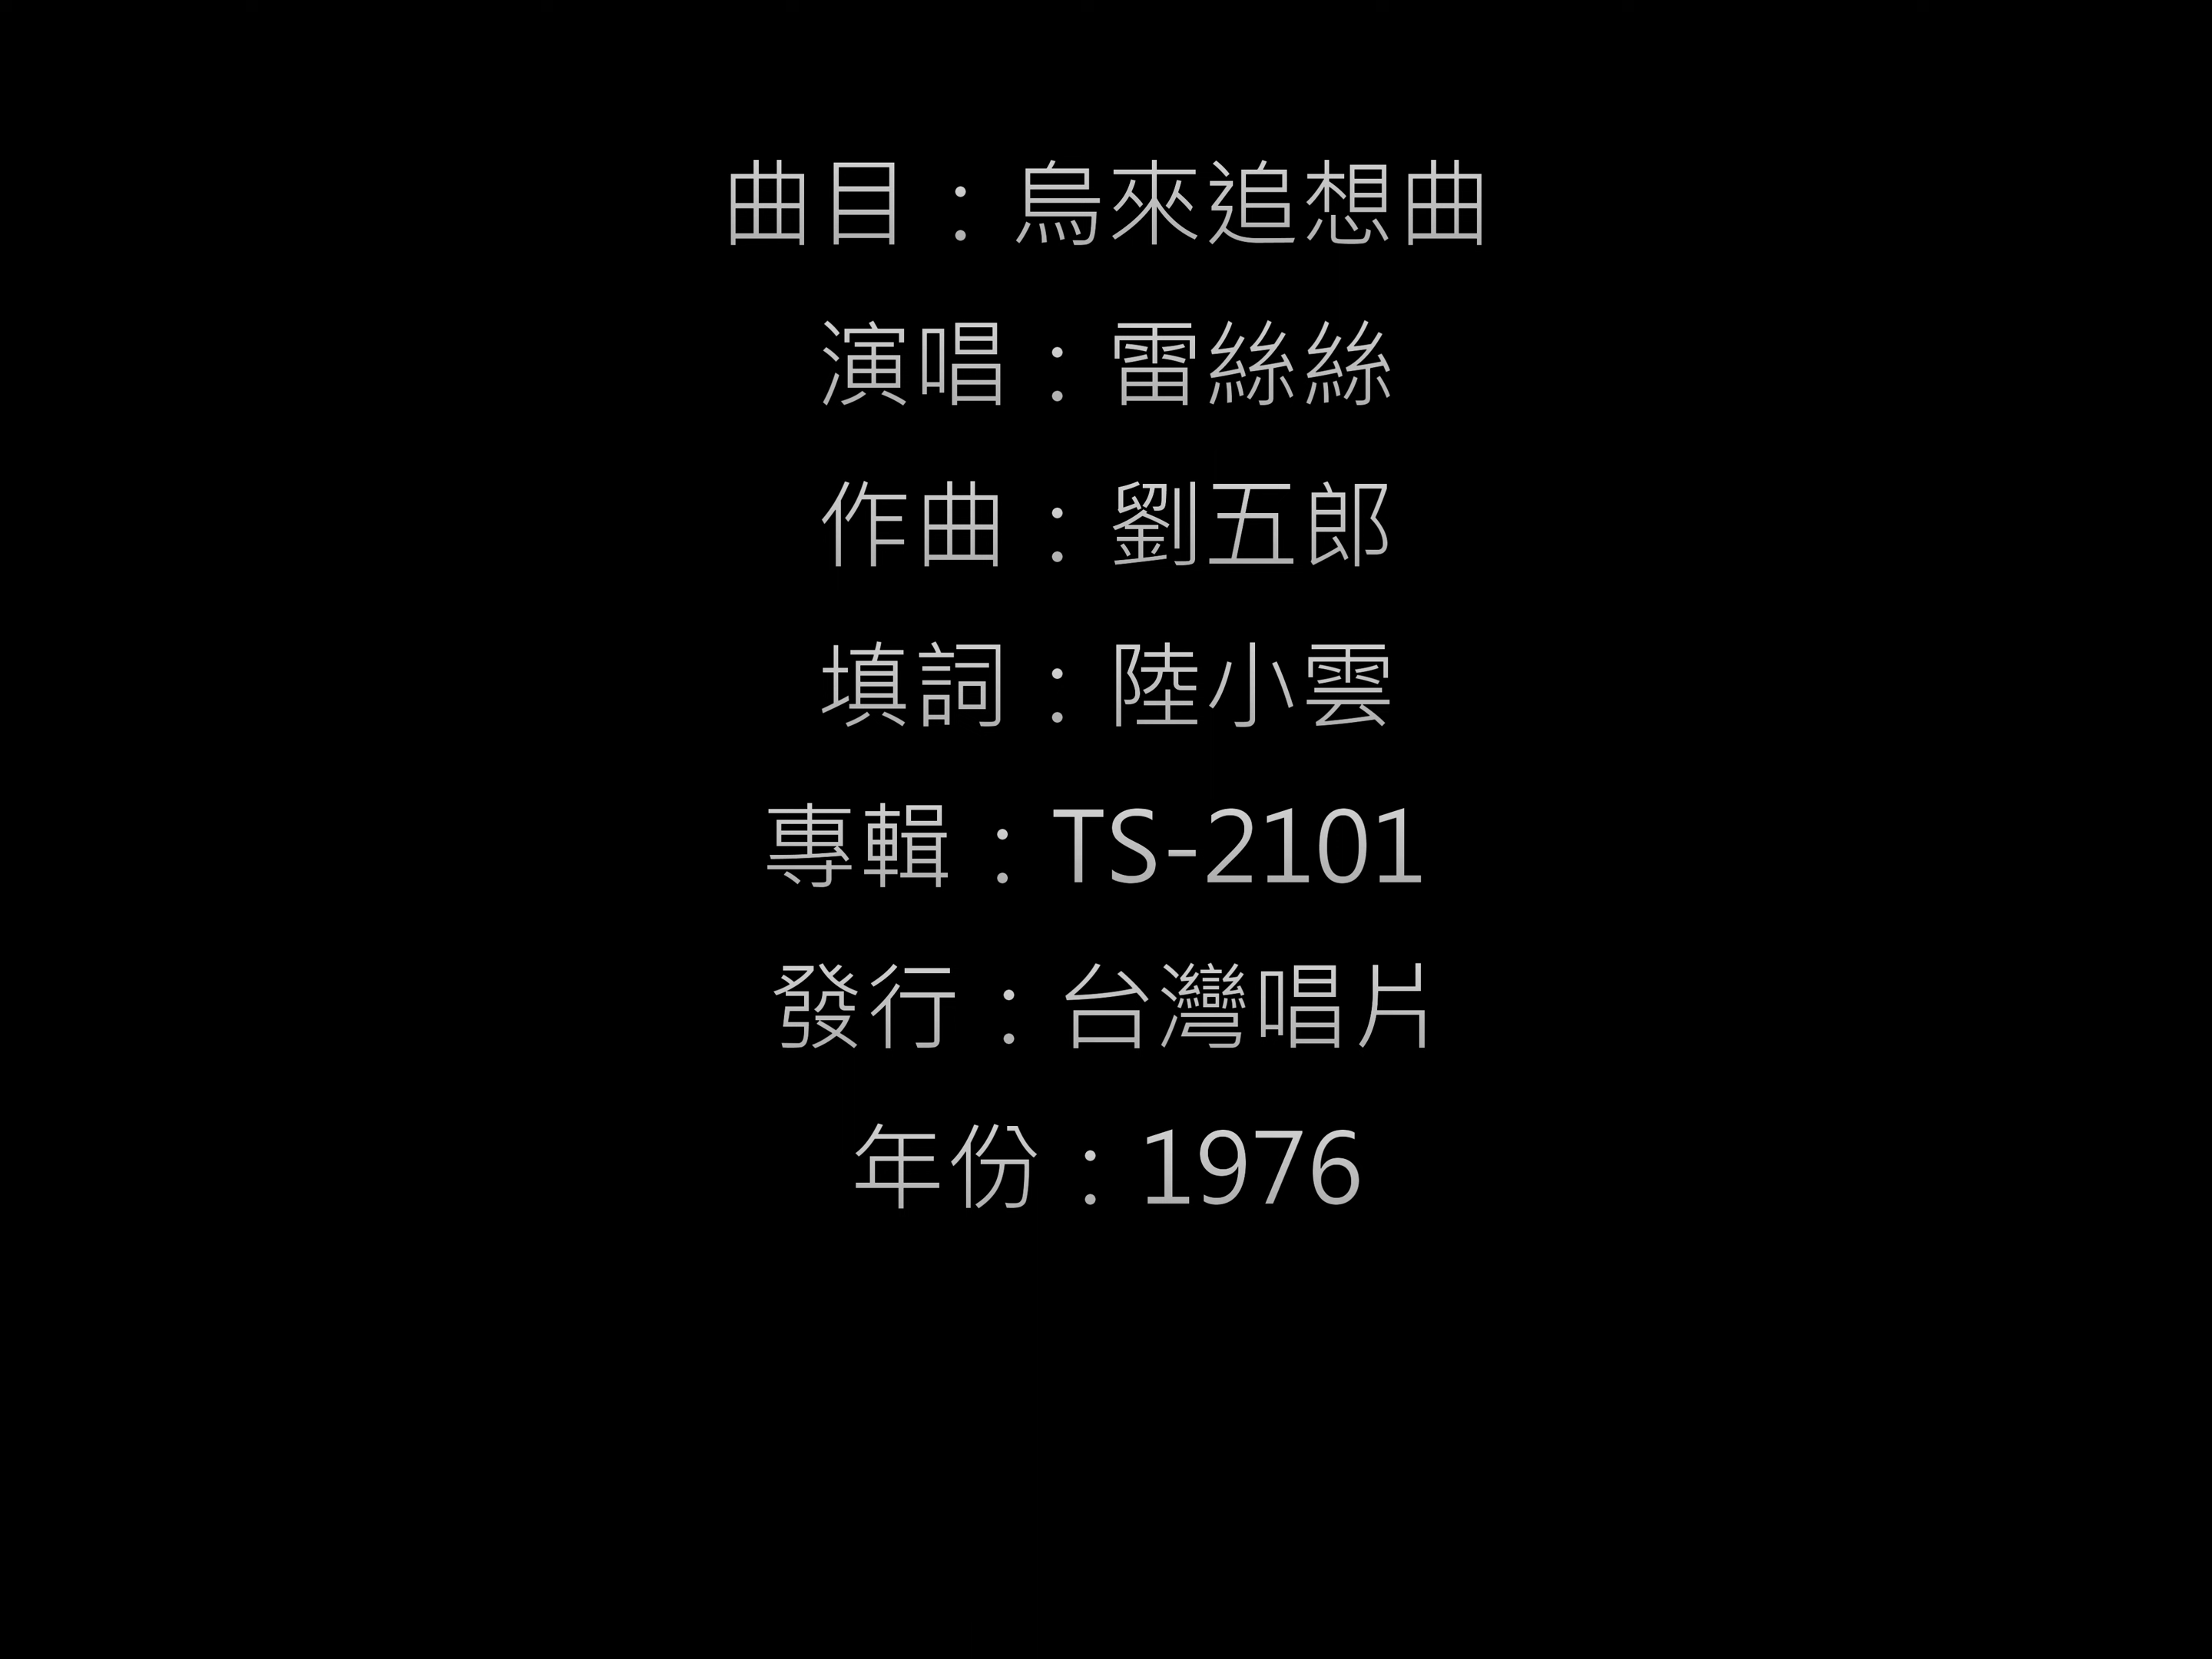 曲目：烏來追想曲
演唱：雷絲絲
作曲：劉五郎
填詞：陸小雲
專輯：TS-2101
發行：台灣唱片
年份：1976